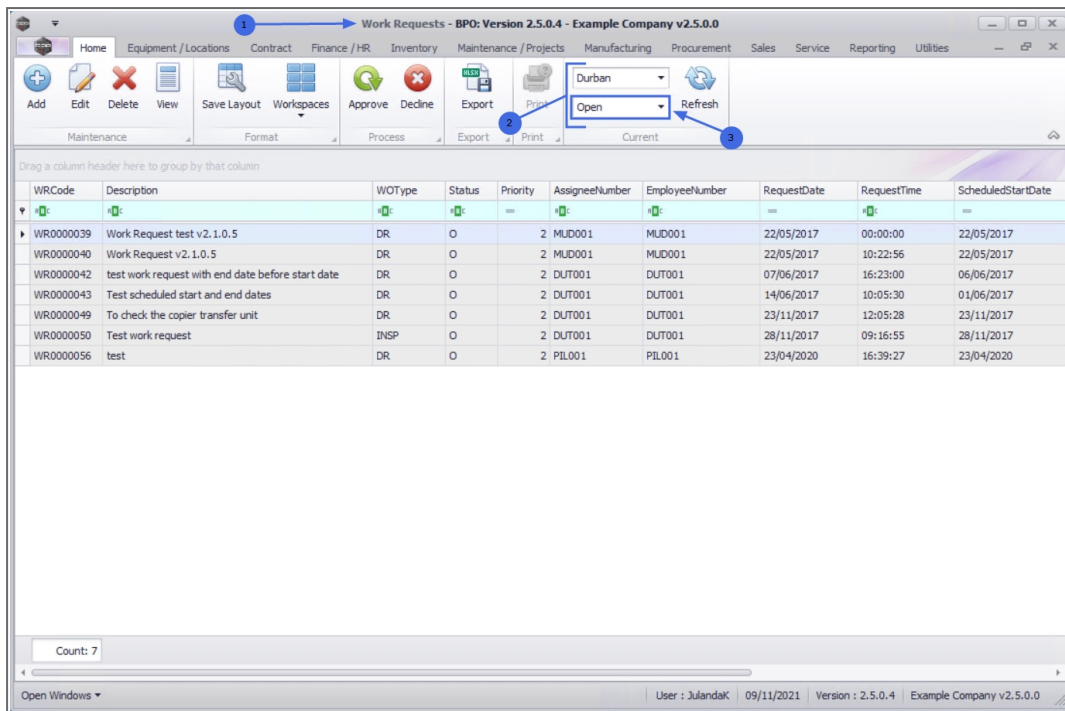 1
Work Requests - BPO: Version 2.5.0.4 - Example Company v2.5.0.0
Home Equipment / Locations Contract Finance / HR Inventory Maintenance / Projects Manufacturing Procurement Sales Service Reporting Utilities
Add Edit Delete View Save Layout Workspaces Approve Decline Export Print Durban Refresh
Open
2
3
Maintenance Format Process Export Print Current
Drag a column header here to group by that column
WRCode Description WOType Status Priority AssigneeNumber EmployeeNumber RequestDate RequestTime ScheduledStartDate
WR0000039 Work Request test v2.1.0.5 DR O 2 MUD001 MUD001 22/05/2017 00:00:00 22/05/2017
WR0000040 Work Request v2.1.0.5 DR O 2 MUD001 MUD001 22/05/2017 10:22:56 22/05/2017
WR0000042 test work request with end date before start date DR O 2 DUT001 DUT001 07/06/2017 16:23:00 06/06/2017
WR0000043 Test scheduled start and end dates DR O 2 DUT001 DUT001 14/06/2017 10:05:30 01/06/2017
WR0000049 To check the copier transfer unit DR O 2 DUT001 DUT001 23/11/2017 12:05:28 23/11/2017
WR0000050 Test work request INSP O 2 DUT001 DUT001 28/11/2017 09:16:55 28/11/2017
WR0000056 test DR O 2 PIL001 PIL001 23/04/2020 16:39:27 23/04/2020
Count: 7
Open Windows User : JulandaK 09/11/2021 Version : 2.5.0.4 Example Company v2.5.0.0